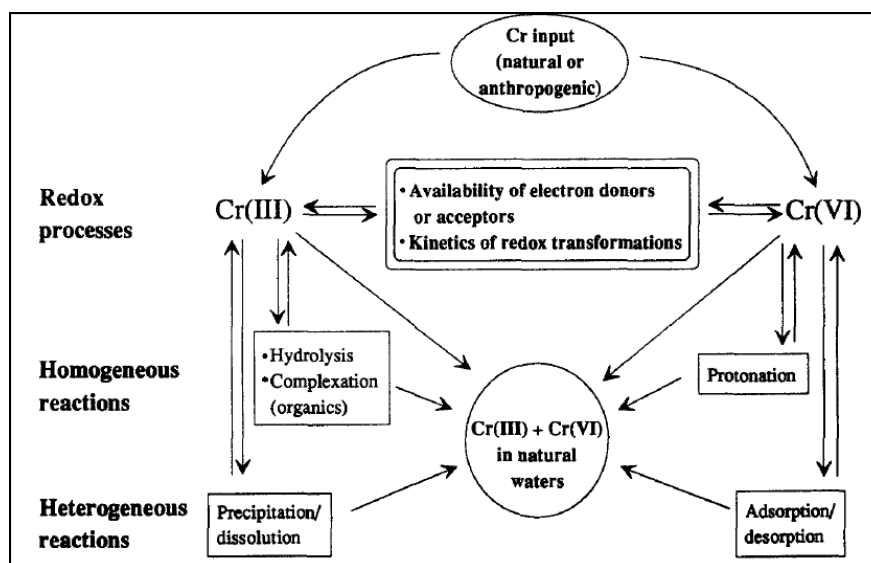 Cr input
(natural or
anthropogenic)
Redox
processes
Cr(III)
• Availability of electron donors
or acceptors
• Kinetics of redox transformations
Cr(VI)
Homogeneous
reactions
•Hydrolysis
•Complexation
(organics)
Protonation
Cr(III) + Cr(VI)
in natural
waters
Heterogeneous
reactions
Precipitation/
dissolution
Adsorption/
desorption